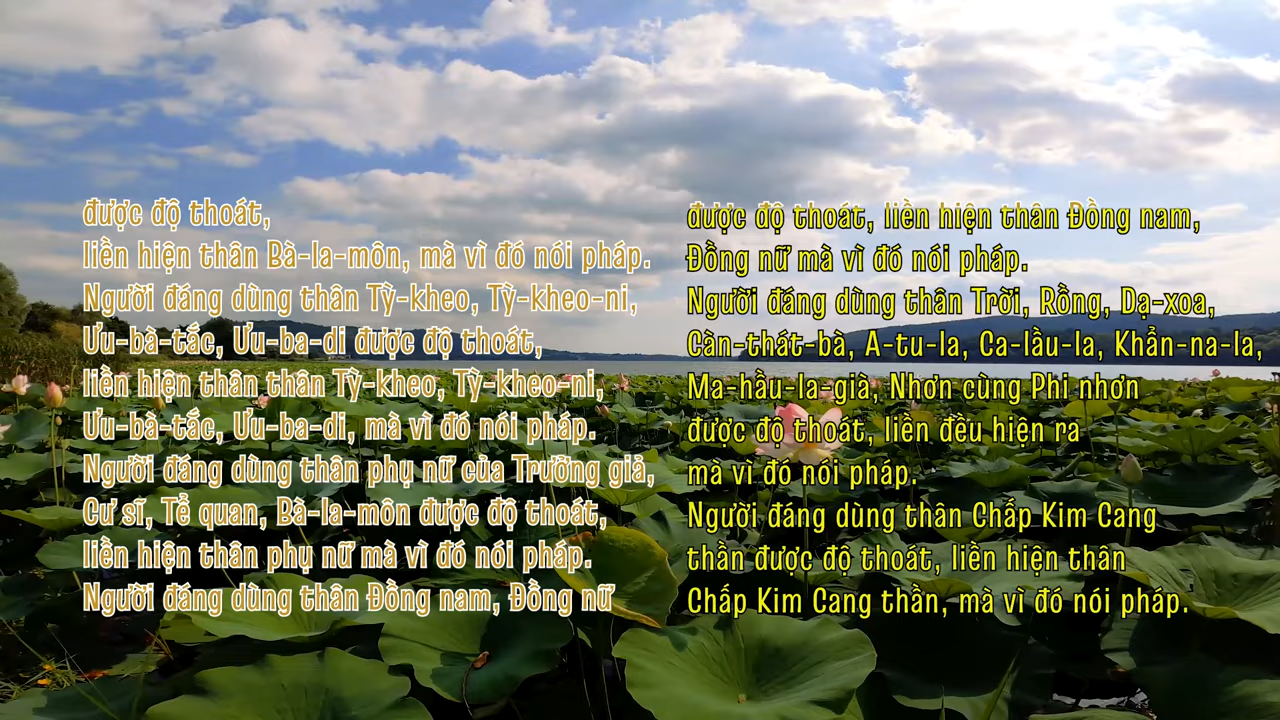 được độ thoát,
liền hiện thân Bà-la-môn, mà vì đó nói pháp.
Người đáng dùng thân Tỳ-kheo, Tỳ-kheo-ni,
Ưu-bà-tắc, Ưu-ba-di được độ thoát,
liền hiện thân thân Tỳ-kheo, Tỳ-kheo-ni,
Ưu-bà-tắc, Ưu-ba-di, mà vì đó nói pháp.
Người đáng dùng thân phụ nữ của Trưởng giả,
Cư sĩ, Tể quan, Bà-la-môn được độ thoát,
liền hiện thân phụ nữ mà vì đó nói pháp.
Người đáng dùng thân Đồng nam, Đồng nữ
được độ thoát, liền hiện thân Đồng nam,
Đồng nữ mà vì đó nói pháp.
Người đáng dùng thân Trời, Rồng, Dạ-xoa,
Càn-thát-bà, A-tu-la, Ca-lầu-la, Khẩn-na-la,
Ma-hầu-la-già, Nhơn cùng Phi nhơn
được độ thoát, liền đều hiện ra
mà vì đó nói pháp.
Người đáng dùng thân Chấp Kim Cang
thần được độ thoát, liền hiện thân
Chấp Kim Cang thần, mà vì đó nói pháp.